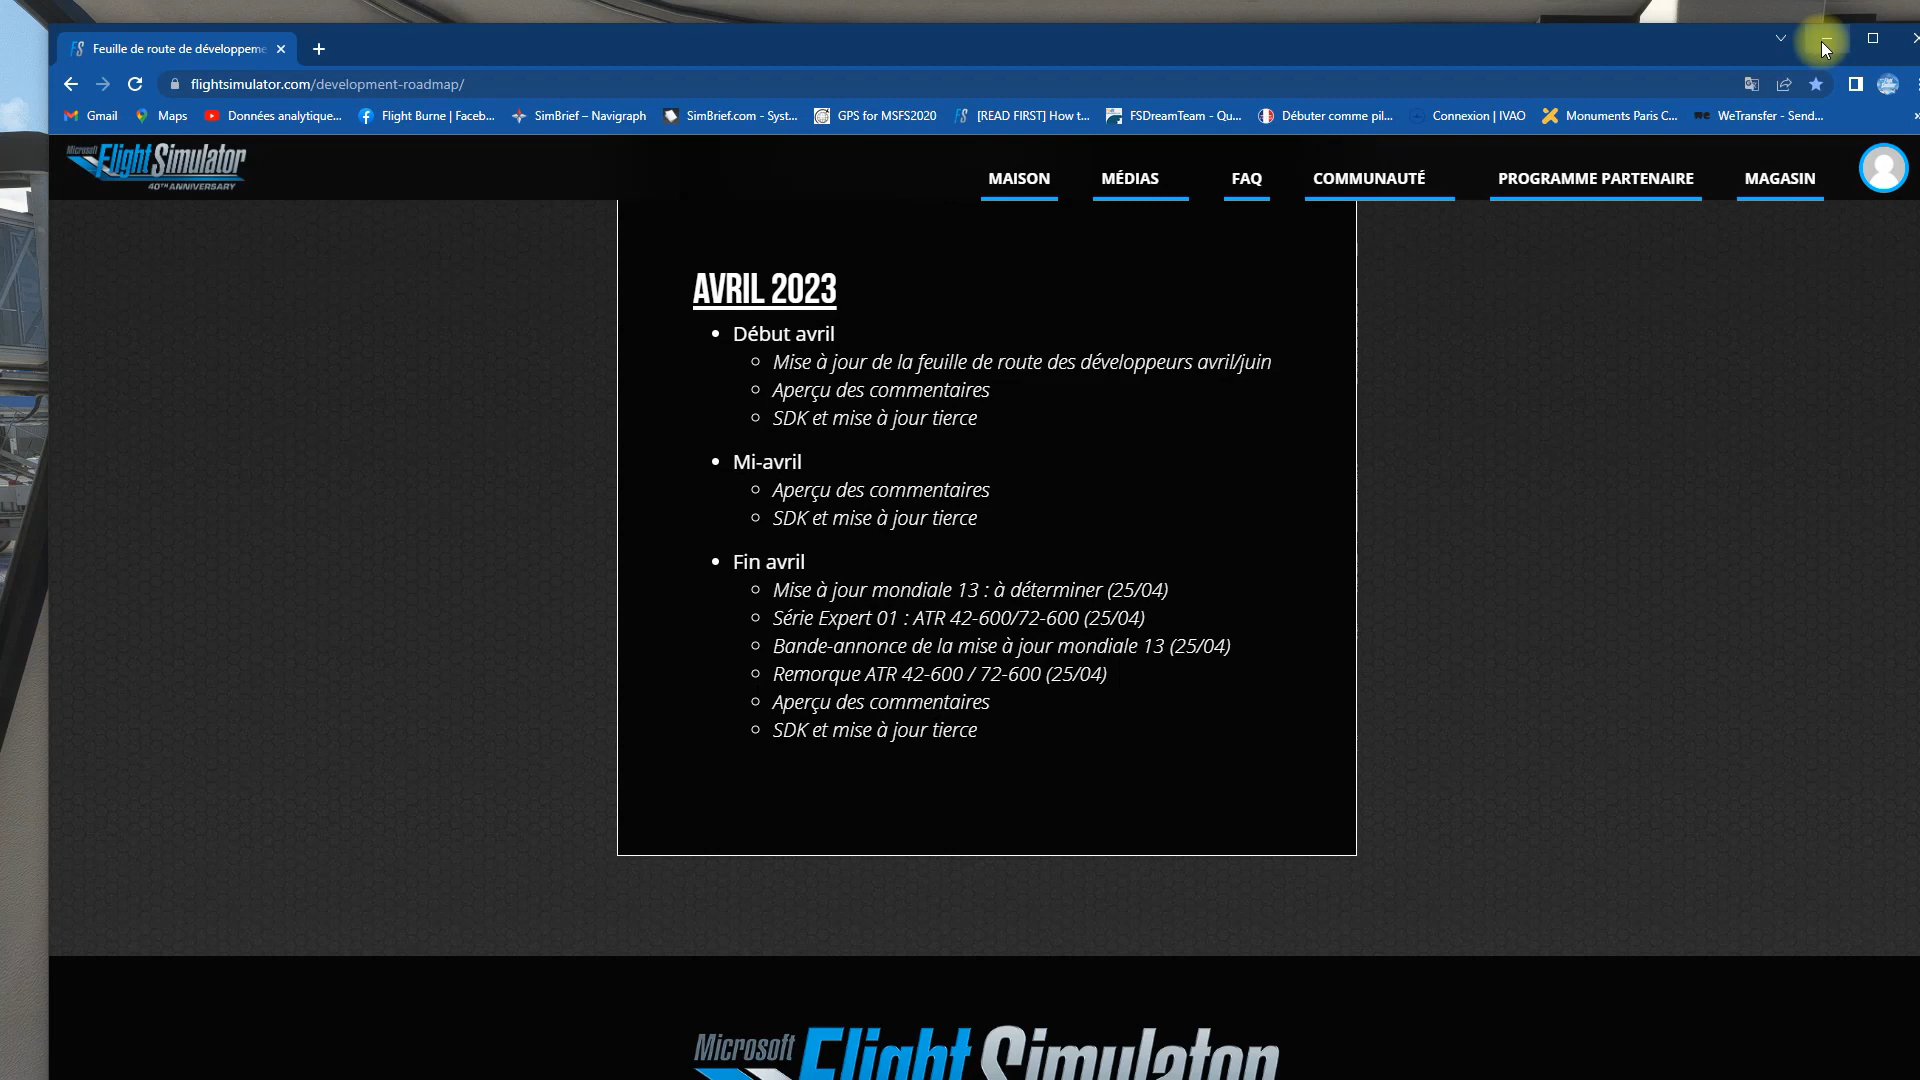 Feuille de route de développeme
flightsimulator.com/development-roadmap/
Gmail
Maps
Données analytique...
Flight Burne | Faceb...
SimBrief – Navigraph
SimBrief.com - Syst...
GPS for MSFS2020
[READ FIRST] How t...
FSDreamTeam - Qu...
Débuter comme pil...
Connexion | IVAO
Monuments Paris C...
WeTransfer - Send...
Microsoft
Flight Simulator
40TH ANNIVERSARY
MAISON
MÉDIAS
FAQ
COMMUNAUTÉ
PROGRAMME PARTENAIRE
MAGASIN
AVRIL 2023
Début avril
Mise à jour de la feuille de route des développeurs avril/juin
Aperçu des commentaires
SDK et mise à jour tierce
Mi-avril
Aperçu des commentaires
SDK et mise à jour tierce
Fin avril
Mise à jour mondiale 13 : à déterminer (25/04)
Série Expert 01 : ATR 42-600/72-600 (25/04)
Bande-annonce de la mise à jour mondiale 13 (25/04)
Remorque ATR 42-600 / 72-600 (25/04)
Aperçu des commentaires
SDK et mise à jour tierce
Microsoft Flight Simulator